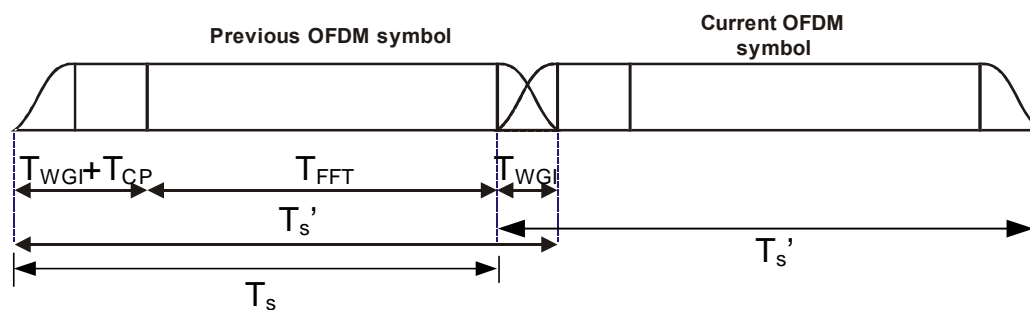 Previous OFDM symbol
Current OFDM
symbol
T_WGI+T_CP
T_FFT
T_WGI
T_s’
T_s’
T_s